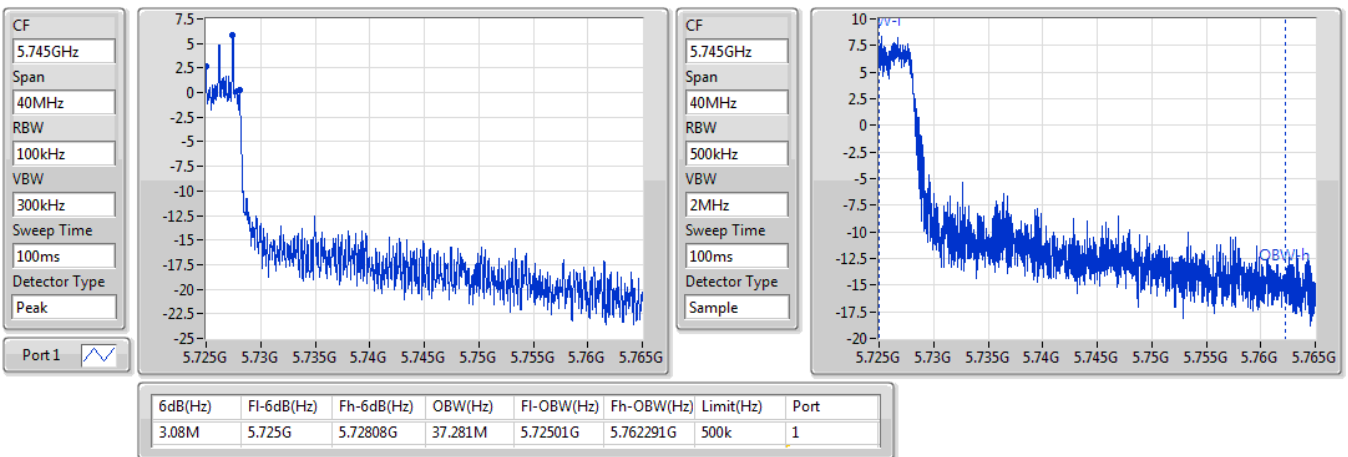 CF
5.745GHz
Span
40MHz
RBW
100kHz
VBW
300kHz
Sweep Time
100ms
Detector Type
Peak
Port 1
7.5
5
2.5
0
-2.5
-5
-7.5
-10
-12.5
-15
-17.5
-20
-22.5
-25
5.725G 5.73G 5.735G 5.74G 5.745G 5.75G 5.755G 5.76G 5.765G
CF
5.745GHz
Span
40MHz
RBW
500kHz
VBW
2MHz
Sweep Time
100ms
Detector Type
Sample
10
7.5
5
2.5
0
-2.5
-5
-7.5
-10
-12.5
-15
-17.5
-20
OBW-h
5.725G 5.73G 5.735G 5.74G 5.745G 5.75G 5.755G 5.76G 5.765G
6dB(Hz) Fl-6dB(Hz) Fh-6dB(Hz) OBW(Hz) Fl-OBW(Hz) Fh-OBW(Hz) Limit(Hz) Port
3.08M 5.725G 5.72808G 37.281M 5.72501G 5.762291G 500k 1